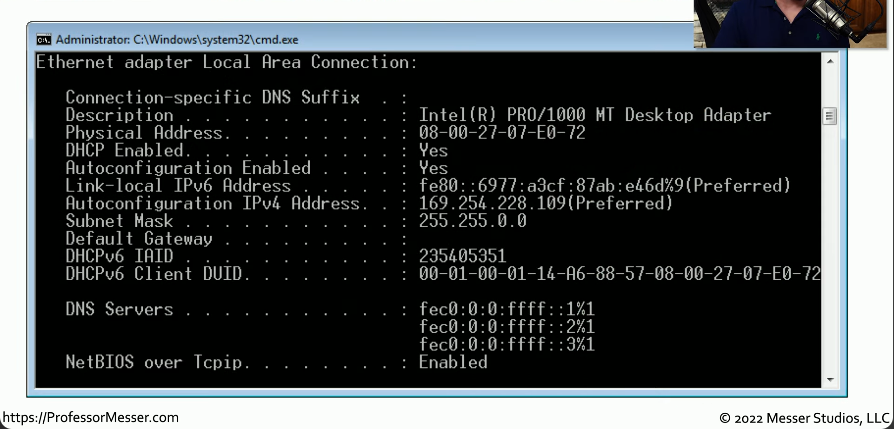 Administrator: C:\Windows\system32\cmd.exe
Ethernet adapter Local Area Connection:
Connection-specific DNS Suffix . :
Description . . . . . . . . . . . : Intel(R) PRO/1000 MT Desktop Adapter
Physical Address. . . . . . . . . : 08-00-27-07-E0-72
DHCP Enabled. . . . . . . . . . . : Yes
Autoconfiguration Enabled . . . . : Yes
Link-local IPv6 Address . . . . . : fe80::6977:a3cf:87ab:e46d%9(Preferred)
Autoconfiguration IPv4 Address. . : 169.254.228.109(Preferred)
Subnet Mask . . . . . . . . . . . : 255.255.0.0
Default Gateway . . . . . . . . . :
DHCPv6 IAID . . . . . . . . . . . : 235405351
DHCPv6 Client DUID. . . . . . . . : 00-01-00-01-14-A6-88-57-08-00-27-07-E0-72
DNS Servers . . . . . . . . . . . : fec0:0:0:ffff::1%1
fec0:0:0:ffff::2%1
fec0:0:0:ffff::3%1
NetBIOS over Tcpip. . . . . . . . : Enabled
https://ProfessorMesser.com
© 2022 Messer Studios, LLC